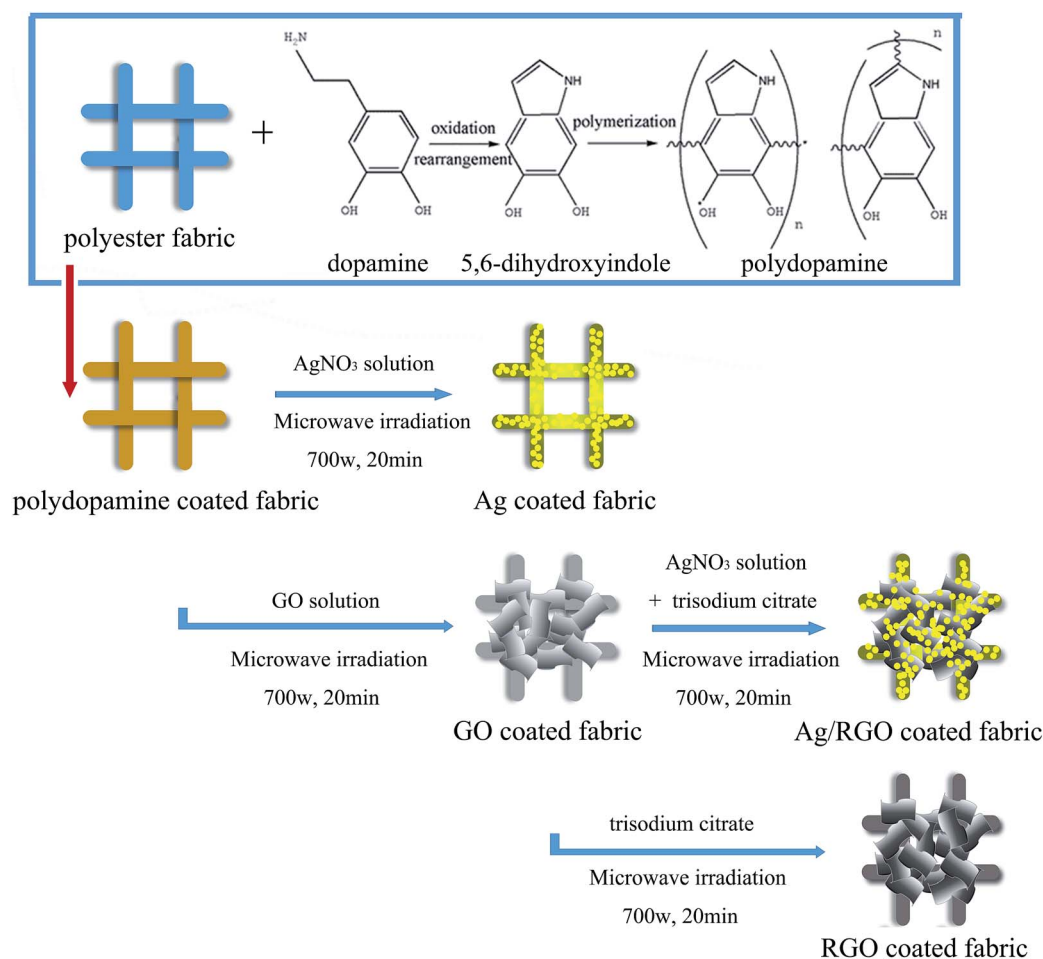 H₂N
OH
OH
oxidation
rearrangement
NH
OH
OH
polymerization
NH
*
*
OH
OH
n
n
NH
OH
OH
+
polyester fabric
dopamine
5,6-dihydroxyindole
polydopamine
AgNO₃ solution
Microwave irradiation
700w, 20min
polydopamine coated fabric
Ag coated fabric
GO solution
Microwave irradiation
700w, 20min
GO coated fabric
AgNO₃ solution
+ trisodium citrate
Microwave irradiation
700w, 20min
Ag/RGO coated fabric
trisodium citrate
Microwave irradiation
700w, 20min
RGO coated fabric